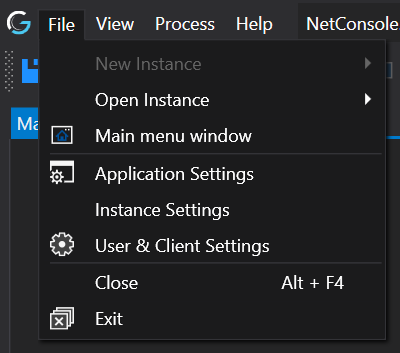 File View Process Help NetConsole
New Instance
Open Instance
Main menu window
Ma
Application Settings
Instance Settings
User & Client Settings
Close Alt + F4
Exit